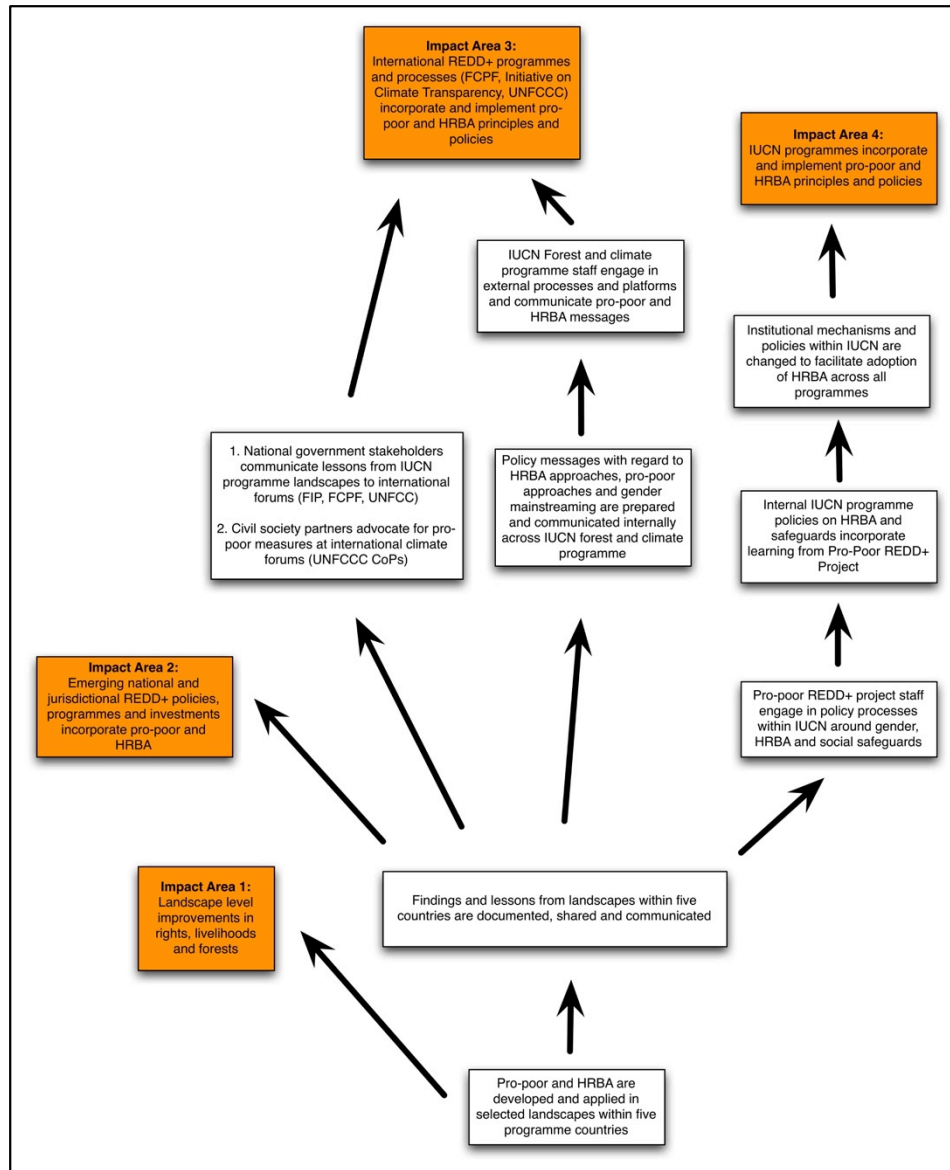 Impact Area 3:
International REDD+ programmes
and processes (FCPF, Initiative on
Climate Transparency, UNFCCC)
incorporate and implement pro-
poor and HRBA principles and
policies
Impact Area 4:
IUCN programmes incorporate
and implement pro-poor and
HRBA principles and policies
IUCN Forest and climate
programme staff engage in
external processes and platforms
and communicate pro-poor and
HRBA messages
Institutional mechanisms and
policies within IUCN are
changed to facilitate adoption
of HRBA across all
programmes
1. National government stakeholders
communicate lessons from IUCN
programme landscapes to international
forums (FIP, FCPF, UNFCC)
2. Civil society partners advocate for pro-
poor measures at international climate
forums (UNFCCC CoPs)
Policy messages with regard to
HRBA approaches, pro-poor
approaches and gender
mainstreaming are prepared
and communicated internally
across IUCN forest and climate
programme
Internal IUCN programme
policies on HRBA and
safeguards incorporate
learning from Pro-Poor REDD+
Project
Impact Area 2:
Emerging national and
jurisdictional REDD+ policies,
programmes and investments
incorporate pro-poor and
HRBA
Pro-poor REDD+ project staff
engage in policy processes
within IUCN around gender,
HRBA and social safeguards
Impact Area 1:
Landscape level
improvements in
rights, livelihoods
and forests
Findings and lessons from landscapes within five
countries are documented, shared and communicated
Pro-poor and HRBA are
developed and applied in
selected landscapes within five
programme countries